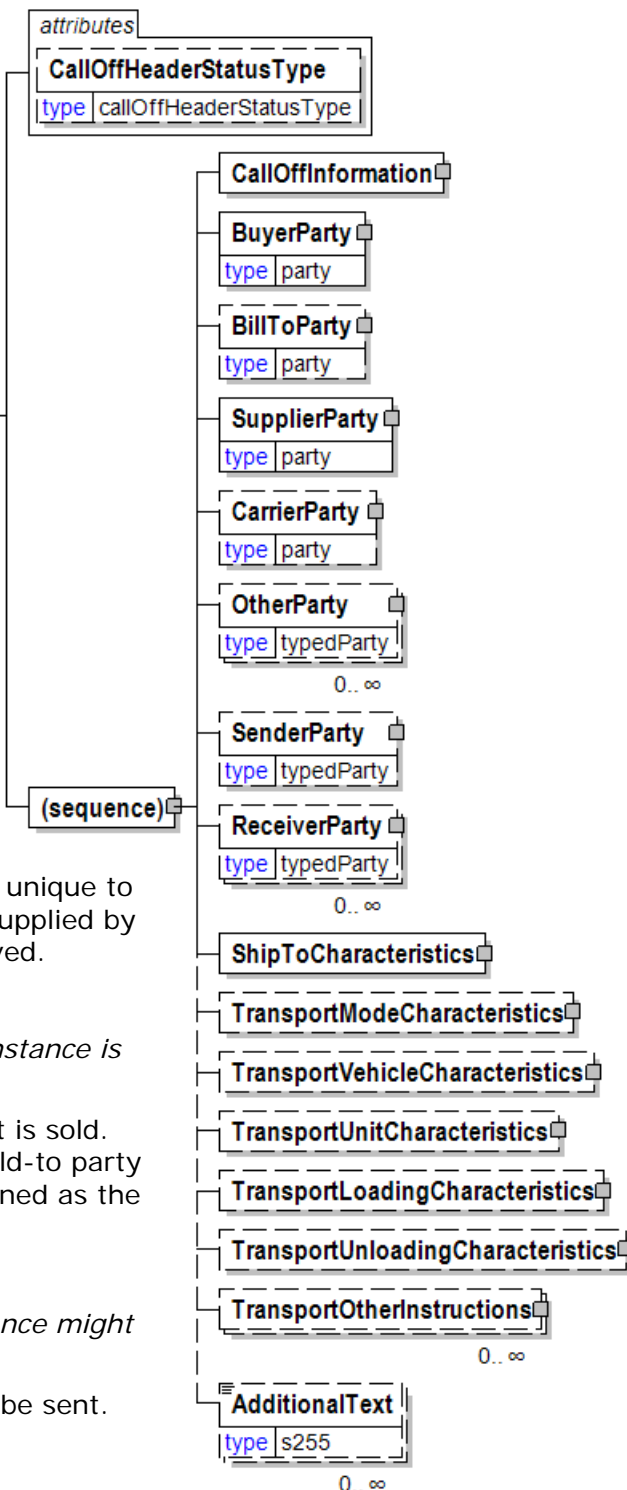 attributes
CallOffHeaderStatusType
type callOffHeaderStatusType
CallOffInformation
BuyerParty
type party
BillToParty
type party
SupplierParty
type party
CarrierParty
type party
OtherParty
type typedParty
0.. ∞
SenderParty
type typedParty
(sequence)
ReceiverParty
type typedParty
0.. ∞
unique to
supplied by
ved.
nstance is
t is sold.
ld-to party
ned as the
nce might
be sent.
ShipToCharacteristics
TransportModeCharacteristics
TransportVehicleCharacteristics
TransportUnitCharacteristics
TransportLoadingCharacteristics
TransportUnloadingCharacteristics
TransportOtherInstructions
0.. ∞
AdditionalText
type s255
0.. ∞